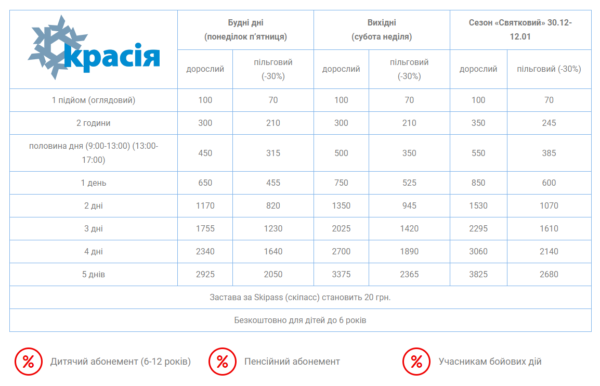 красія
Будні дні
(понеділок п'ятниця)
Вихідні
(субота неділя)
Сезон «Святковий» 30.12-
12.01
дорослий пільговий
(-30%) дорослий пільговий
(-30%) дорослий пільговий (-30%)
1 підйом (оглядовий) 100 70 100 70 100 70
2 години 300 210 300 210 350 245
половина дня (9:00-13:00) (13:00-
17:00) 450 315 500 350 550 385
1 день 650 455 750 525 850 600
2 дні 1170 820 1350 945 1530 1070
3 дні 1755 1230 2025 1420 2295 1610
4 дні 2340 1640 2700 1890 3060 2140
5 днів 2925 2050 3375 2365 3825 2680
Застава за Skipass (скіпасс) становить 20 грн.
Безкоштовно для дітей до 6 років
% Дитячий абонемент (6-12 років) % Пенсійний абонемент % Учасникам бойових дій